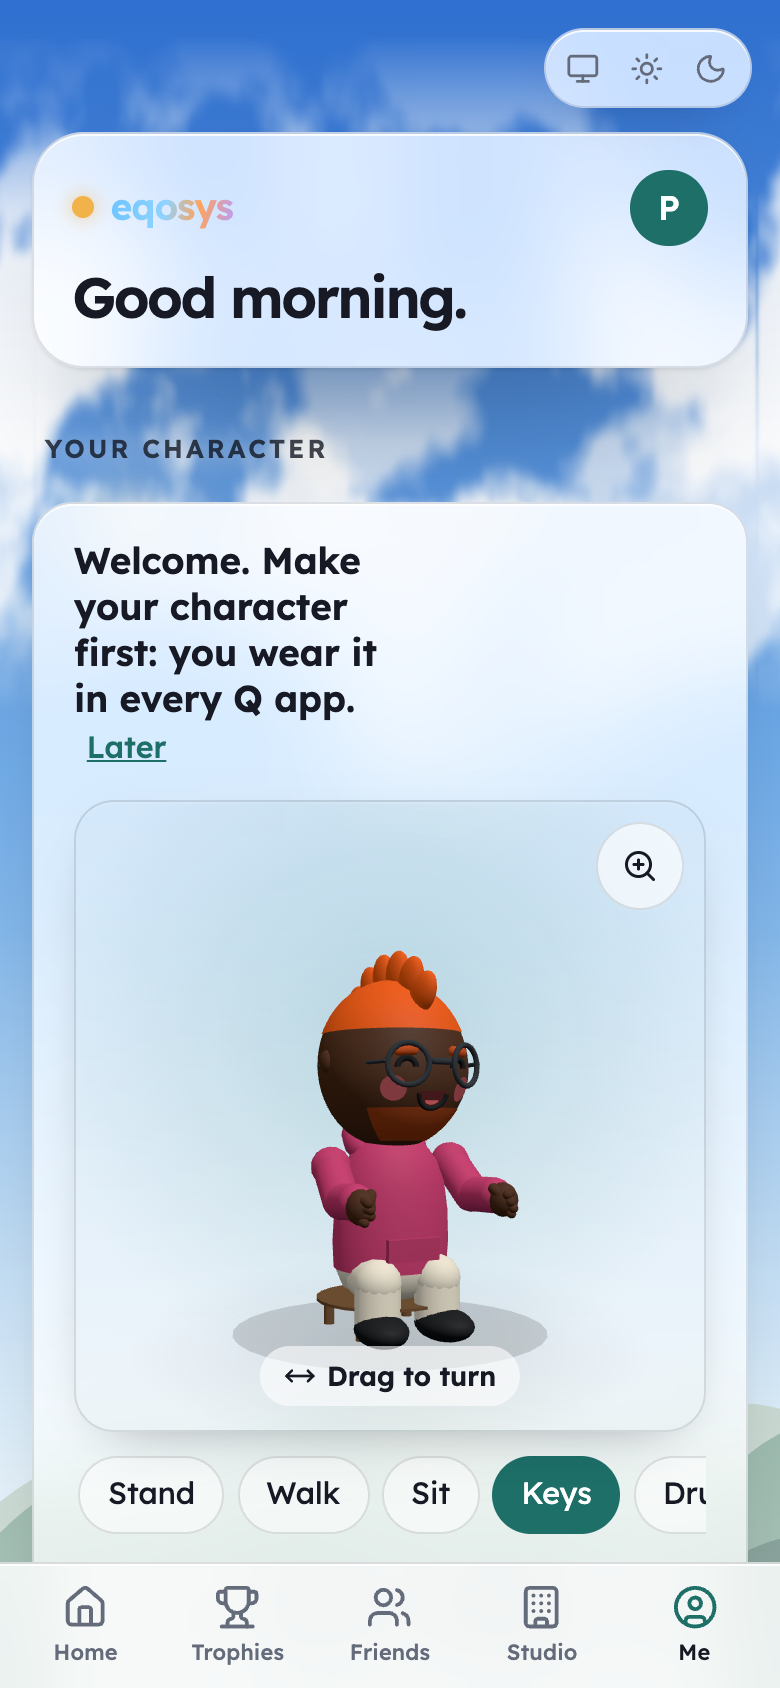 eqosys
P
Good morning.
YOUR CHARACTER
Welcome. Make
your character
first: you wear it
in every Q app.
Later
Drag to turn
Stand
Walk
Sit
Keys
Dru
Home
Trophies
Friends
Studio
Me